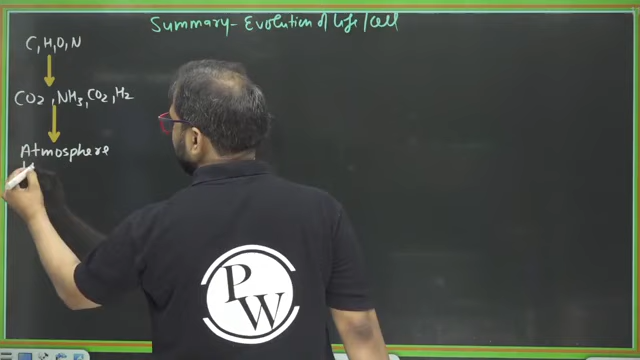 Summary - Evolution of life / cell
C, H, O, N
CO2, NH3, CO2, H2
Atmosphere
PW